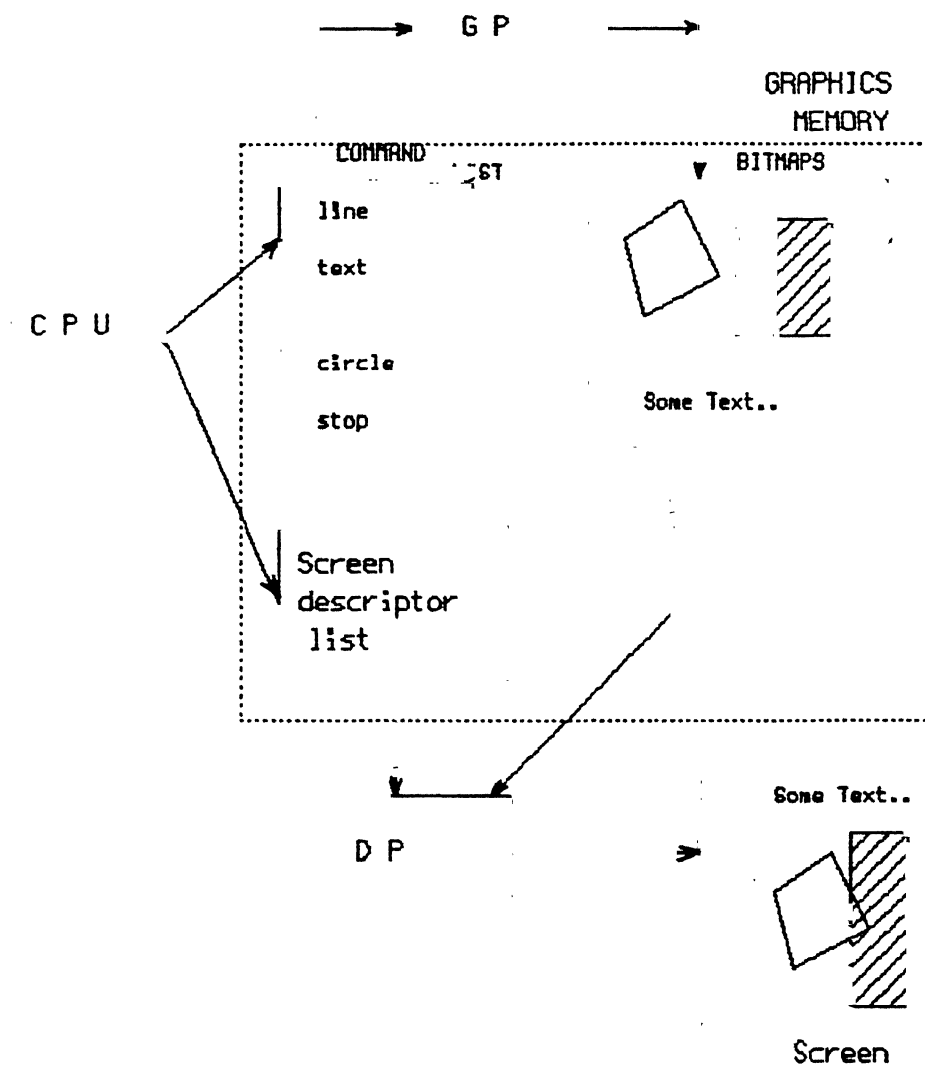 G P
GRAPHICS
MEMORY
COMMAND
BITMAPS
line
text
C P U
circle
Some Text..
stop
Screen
descriptor
list
Some Text..
D P
Screen